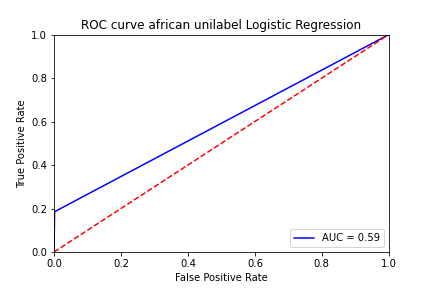 ROC curve african unilabel Logistic Regression
1.0
0.8
0.6
0.4
0.2
0.0
True Positive Rate
AUC = 0.59
0.0 0.2 0.4 0.6 0.8 1.0
False Positive Rate